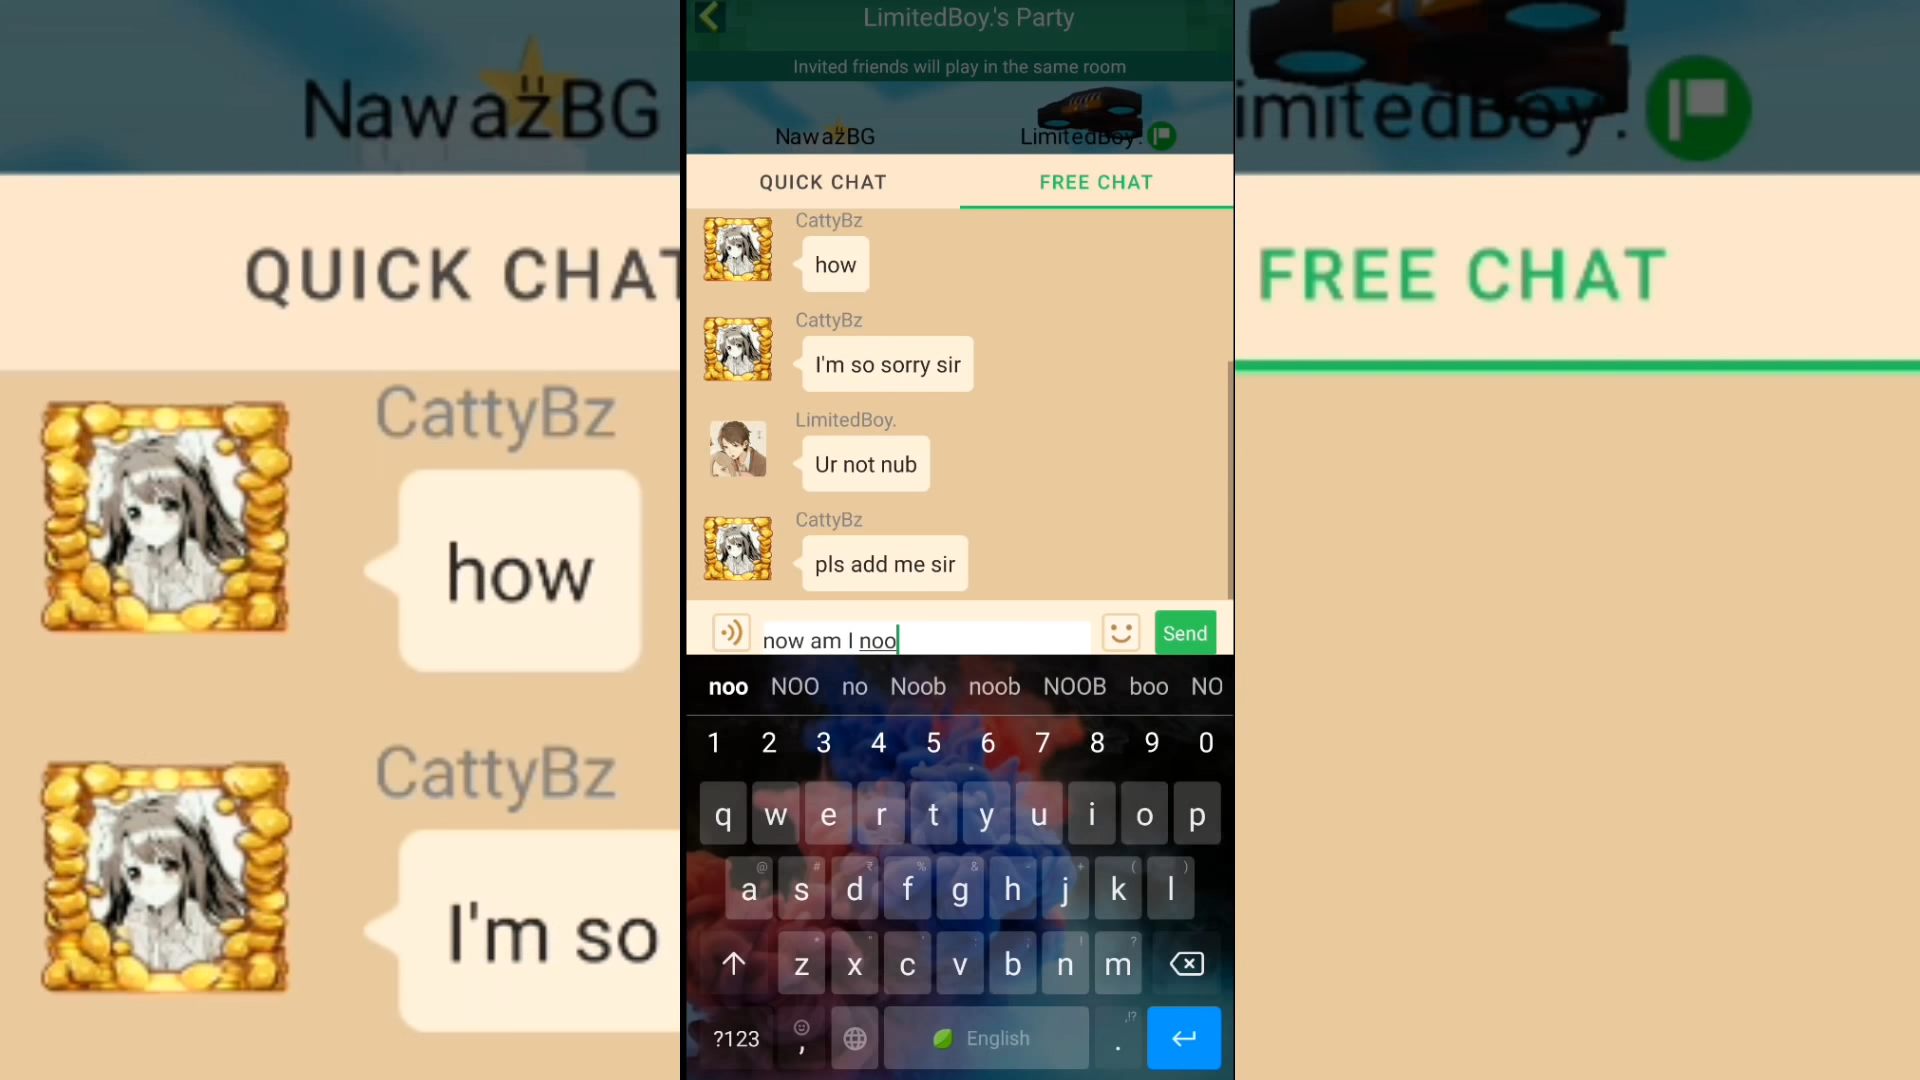 LimitedBoy.'s Party
Invited friends will play in the same room
NawazBG
LimitedBoy.
QUICK CHAT
FREE CHAT
CattyBz
how
CattyBz
I'm so sorry sir
LimitedBoy.
Ur not nub
CattyBz
pls add me sir
now am I noo
Send
noo NOO no Noob noob NOOB boo NO
1 2 3 4 5 6 7 8 9 0
q w e r t y u i o p
@ # ₹ % & - + ( )
a s d f g h j k l
z x c v b n m
?123 , English .
NawazBG
imitedBoy.
QUICK CHAT
FREE CHAT
CattyBz
how
CattyBz
I'm so